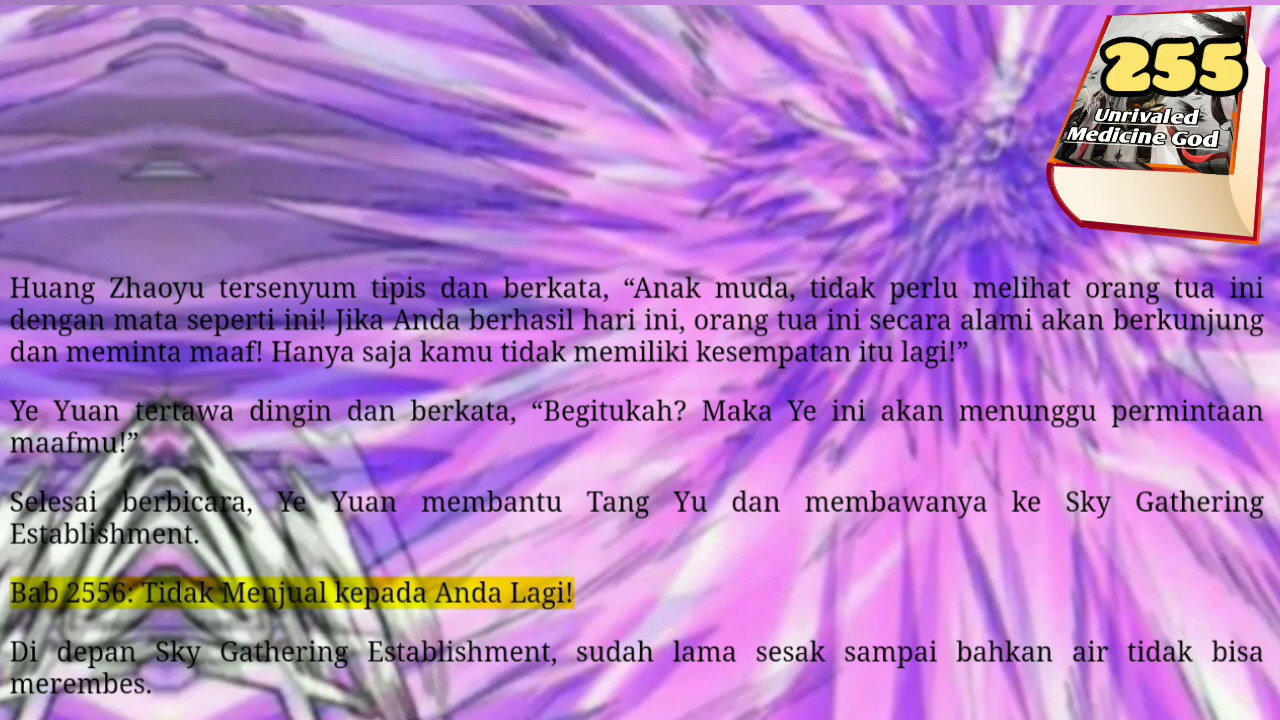 255
Unrivaled
Medicine God
Huang Zhaoyu tersenyum tipis dan berkata, “Anak muda, tidak perlu melihat orang tua ini
dengan mata seperti ini! Jika Anda berhasil hari ini, orang tua ini secara alami akan berkunjung
dan meminta maaf! Hanya saja kamu tidak memiliki kesempatan itu lagi!”
Ye Yuan tertawa dingin dan berkata, “Begitukah? Maka Ye ini akan menunggu permintaan
maafmu!”
Selesai berbicara, Ye Yuan membantu Tang Yu dan membawanya ke Sky Gathering
Establishment.
Bab 2556: Tidak Menjual kepada Anda Lagi!
Di depan Sky Gathering Establishment, sudah lama sesak sampai bahkan air tidak bisa
merembes.